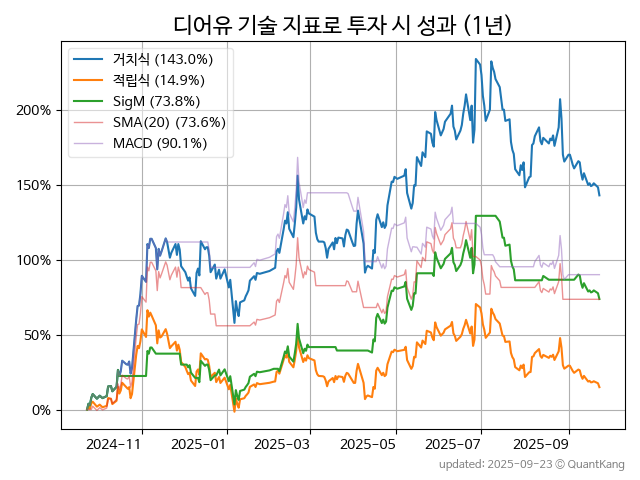 디어유 기술 지표로 투자 시 성과 (1년)
거치식 (143.0%)
적립식 (14.9%)
SigM (73.8%)
SMA(20) (73.6%)
MACD (90.1%)
200%
150%
100%
50%
0%
2024-11 2025-01 2025-03 2025-05 2025-07 2025-09
updated: 2025-09-23 ⓒ QuantKang